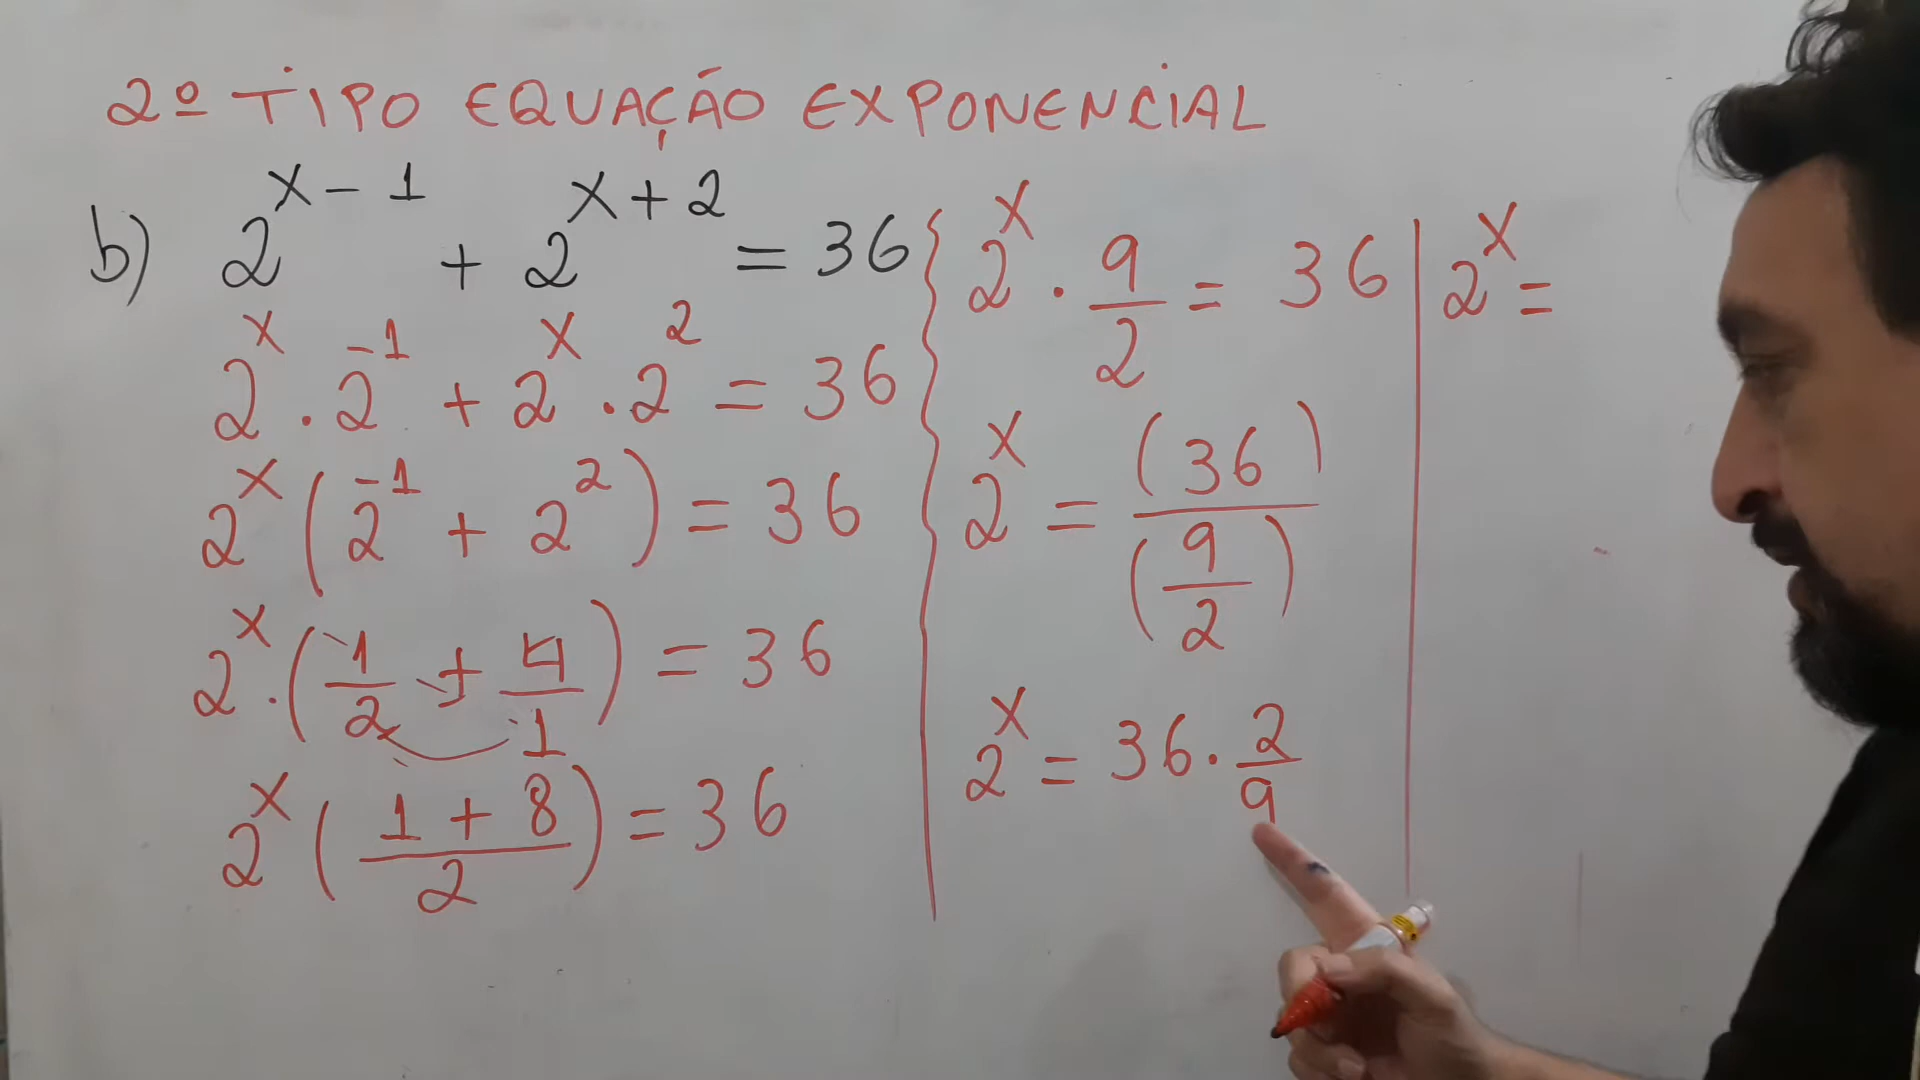 2º TIPO EQUAÇÃO EXPONENCIAL
b) 2^(x-1) + 2^(x+2) = 36
2^x . 2^-1 + 2^x . 2^2 = 36
2^x (2^-1 + 2^2) = 36
2^x . (1/2 + 4/1) = 36
2^x ((1 + 8)/2) = 36
2^x . 9/2 = 36
2^x = (36)/(9/2)
2^x = 36 . 2/9
2^x =